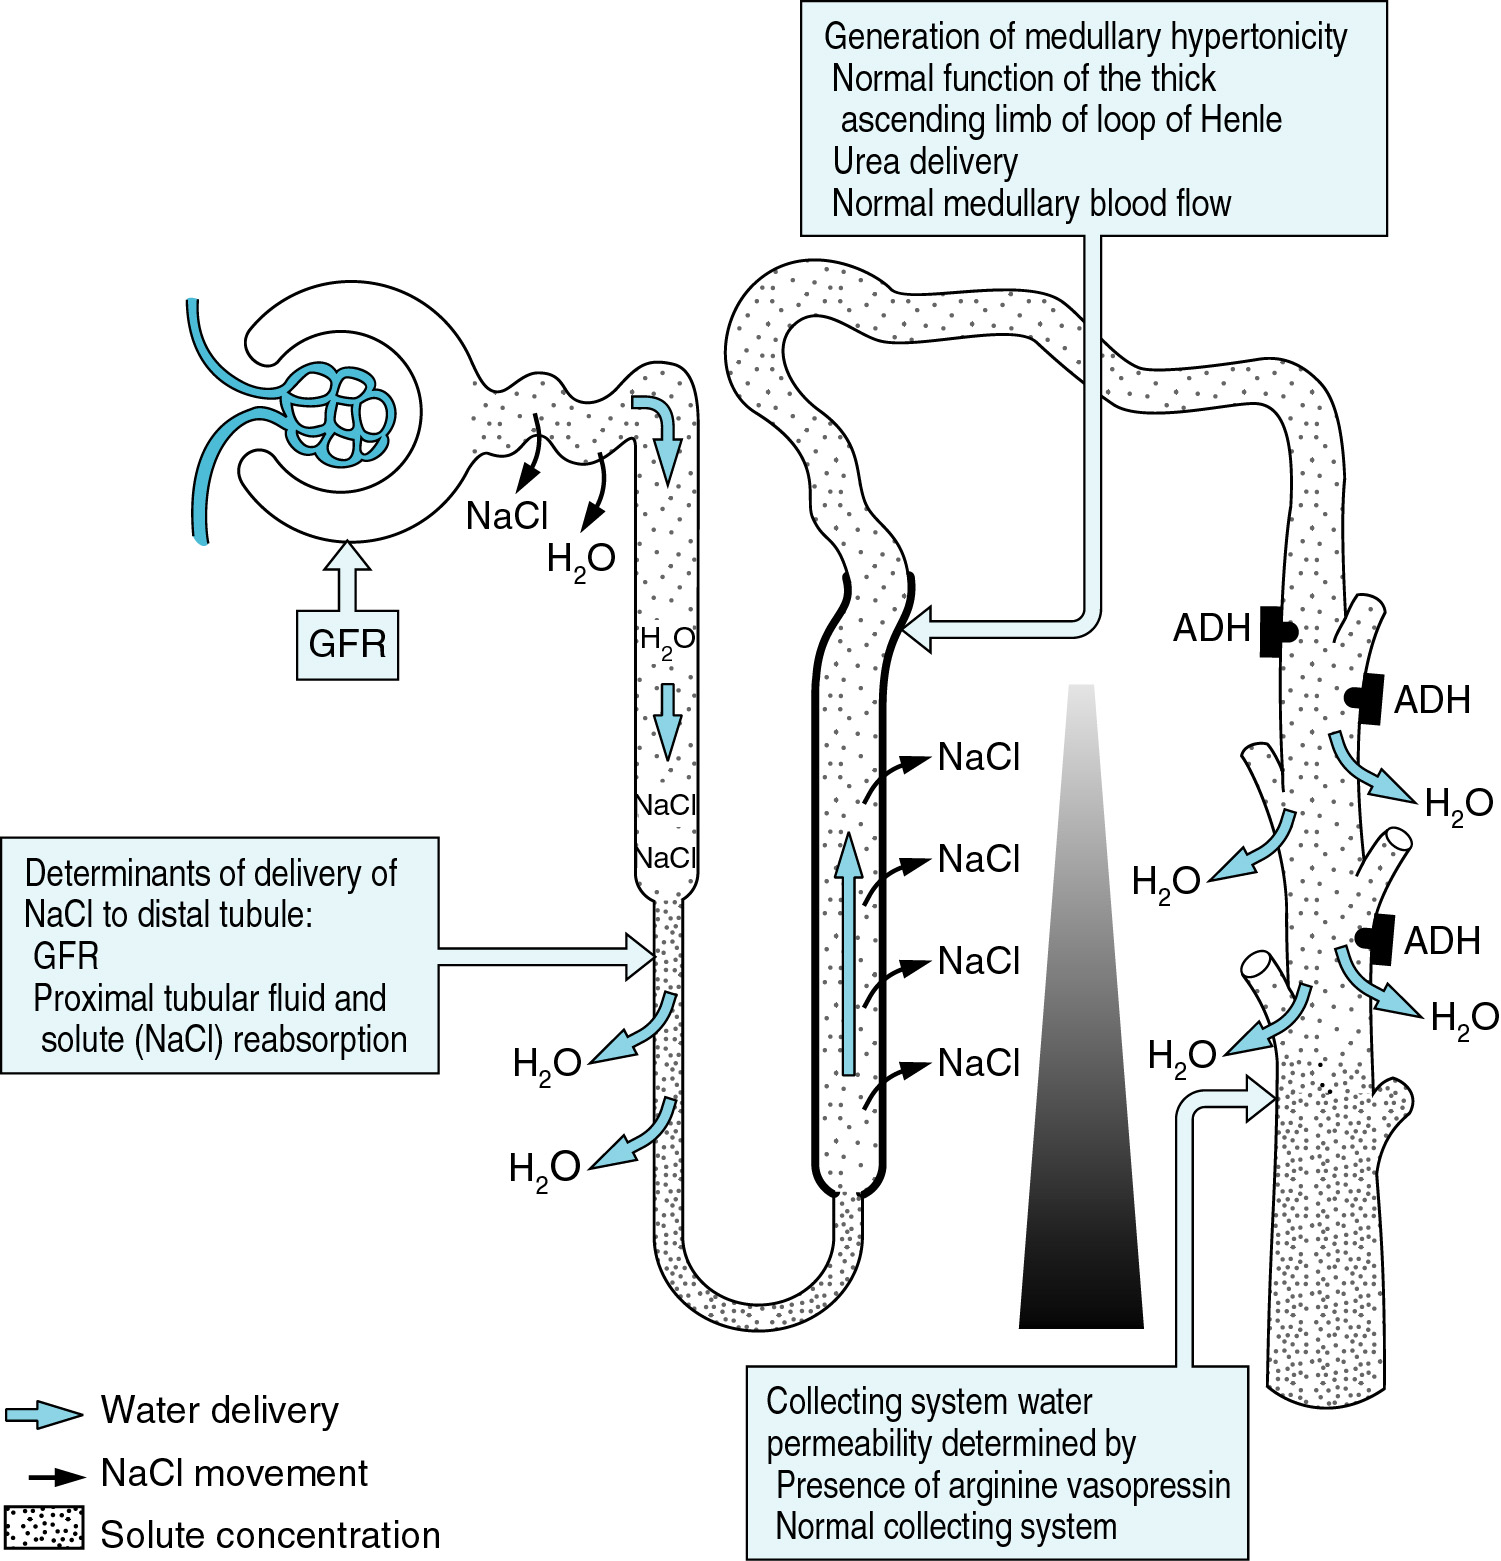 Generation of medullary hypertonicity
Normal function of the thick
ascending limb of loop of Henle
Urea delivery
Normal medullary blood flow
NaCl
H₂O
GFR
H₂O
NaCl
NaCl
Determinants of delivery of
NaCl to distal tubule:
GFR
Proximal tubular fluid and
solute (NaCl) reabsorption
H₂O
H₂O
NaCl
NaCl
NaCl
NaCl
ADH
ADH
H₂O
H₂O
ADH
H₂O
H₂O
Collecting system water
permeability determined by
Presence of arginine vasopressin
Normal collecting system
Water delivery
NaCl movement
Solute concentration